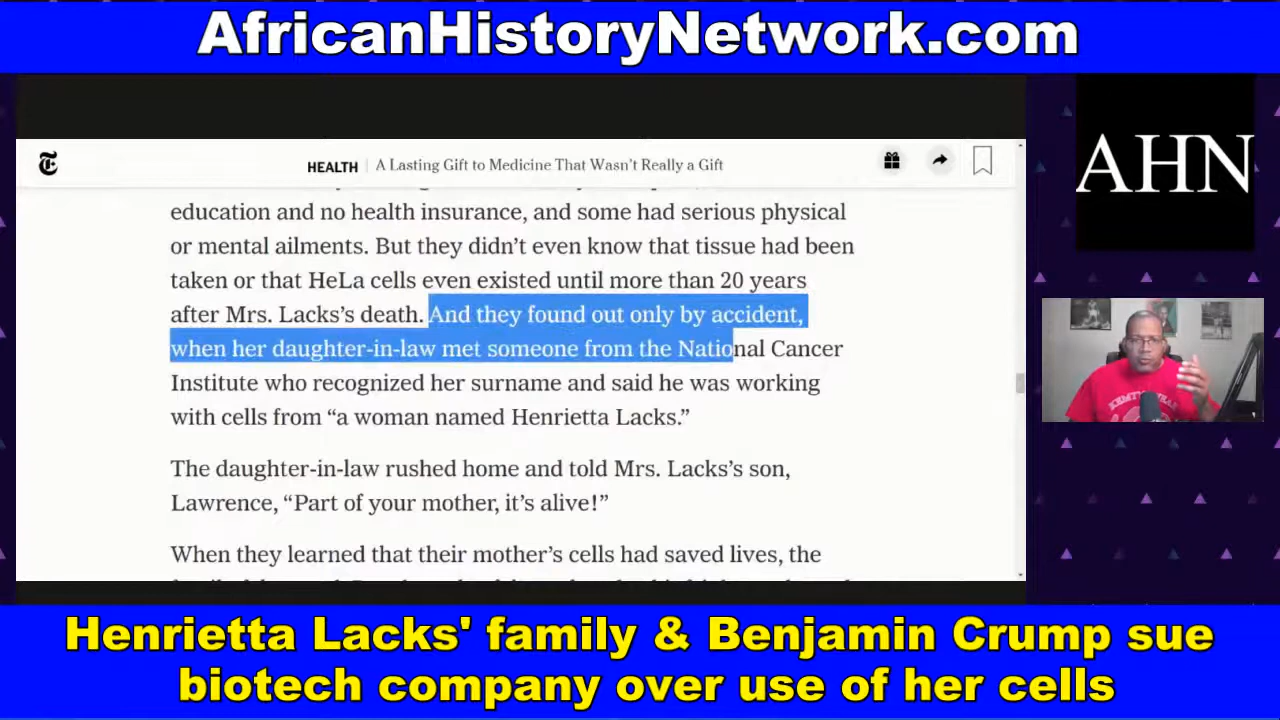 AfricanHistoryNetwork.com
AHN
HEALTH | A Lasting Gift to Medicine That Wasn't Really a Gift
education and no health insurance, and some had serious physical
or mental ailments. But they didn't even know that tissue had been
taken or that HeLa cells even existed until more than 20 years
after Mrs. Lacks's death. And they found out only by accident,
when her daughter-in-law met someone from the National Cancer
Institute who recognized her surname and said he was working
with cells from “a woman named Henrietta Lacks.”
The daughter-in-law rushed home and told Mrs. Lacks's son,
Lawrence, “Part of your mother, it's alive!”
When they learned that their mother's cells had saved lives, the
Henrietta Lacks' family & Benjamin Crump sue
biotech company over use of her cells